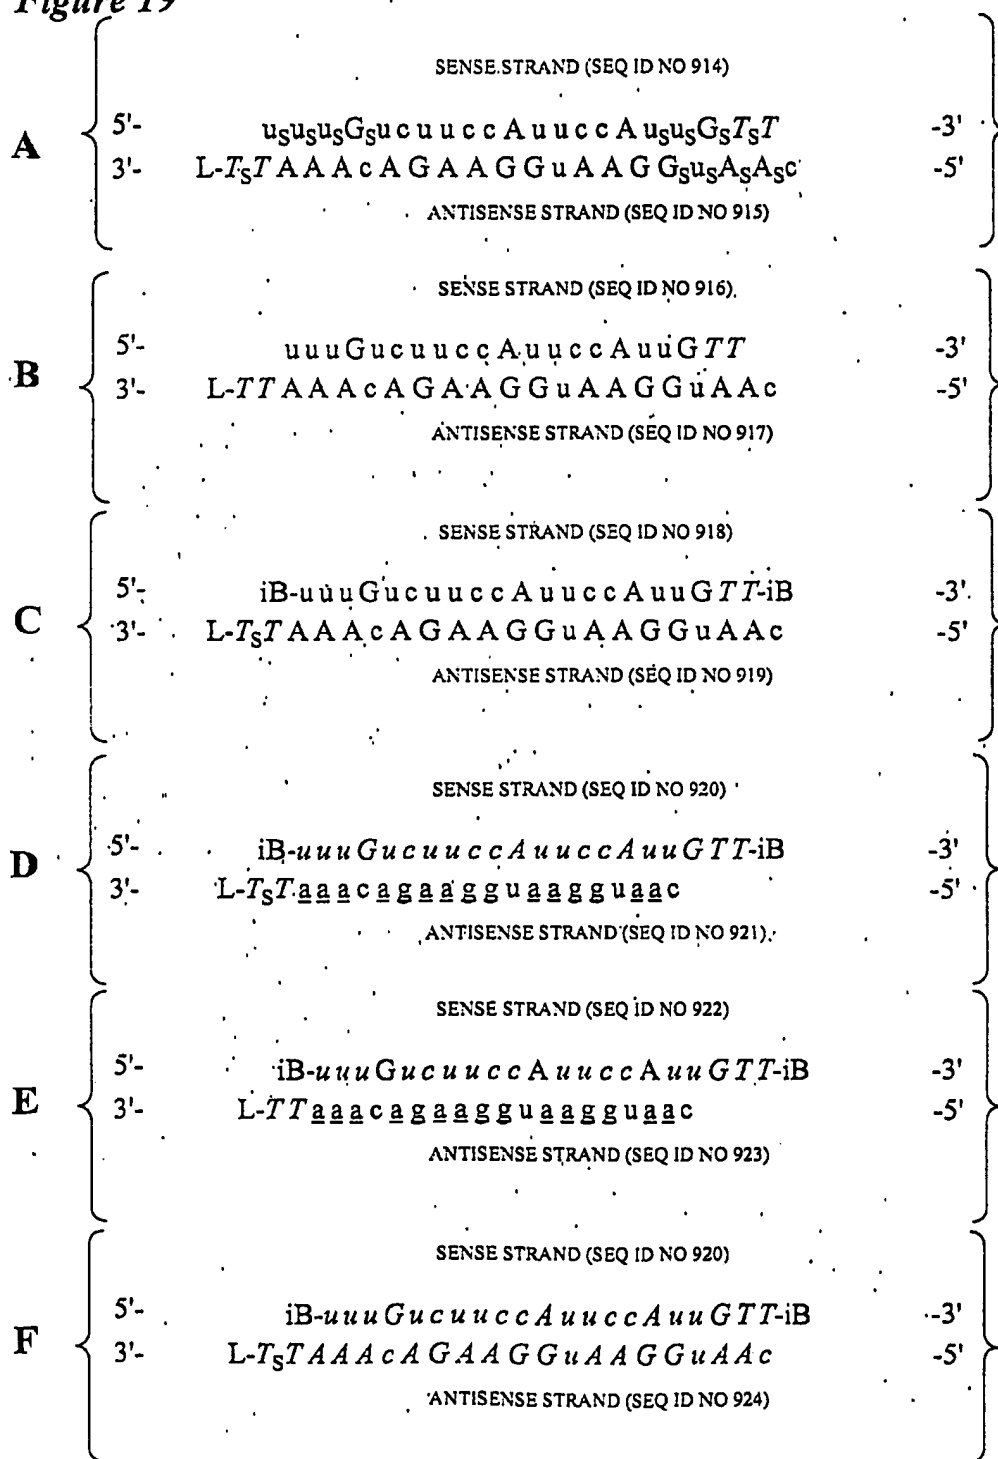 Figure 19
SENSE STRAND (SEQ ID NO 914)
A
5'- usususGsucuuccAuuccAususGsTsT -3'
3'- L-TsTAAAcAGAAGGuAAGGGsusAsAsc -5'
ANTISENSE STRAND (SEQ ID NO 915)
SENSE STRAND (SEQ ID NO 916)
B
5'- uuuGucuuccAuuccAuuGTT -3'
3'- L-TTAAAcAGAAGGuAAGGuAAc -5'
ANTISENSE STRAND (SEQ ID NO 917)
SENSE STRAND (SEQ ID NO 918)
C
5'- iB-uuuGucuuccAuuccAuuGTT-iB -3'
3'- L-TsTAAAcAGAAGGuAAGGuAAc -5'
ANTISENSE STRAND (SEQ ID NO 919)
SENSE STRAND (SEQ ID NO 920)
D
5'- iB-uuuGucuuccAuuccAuuGTT-iB -3'
3'- L-TsTaaacagaagguaagguaac -5'
ANTISENSE STRAND (SEQ ID NO 921)
SENSE STRAND (SEQ ID NO 922)
E
5'- iB-uuuGucuuccAuuccAuuGTT-iB -3'
3'- L-TTaaacagaagguaagguaac -5'
ANTISENSE STRAND (SEQ ID NO 923)
SENSE STRAND (SEQ ID NO 920)
F
5'- iB-uuuGucuuccAuuccAuuGTT-iB -3'
3'- L-TsTAAAcAGAAGGuAAGGuAAc -5'
ANTISENSE STRAND (SEQ ID NO 924)